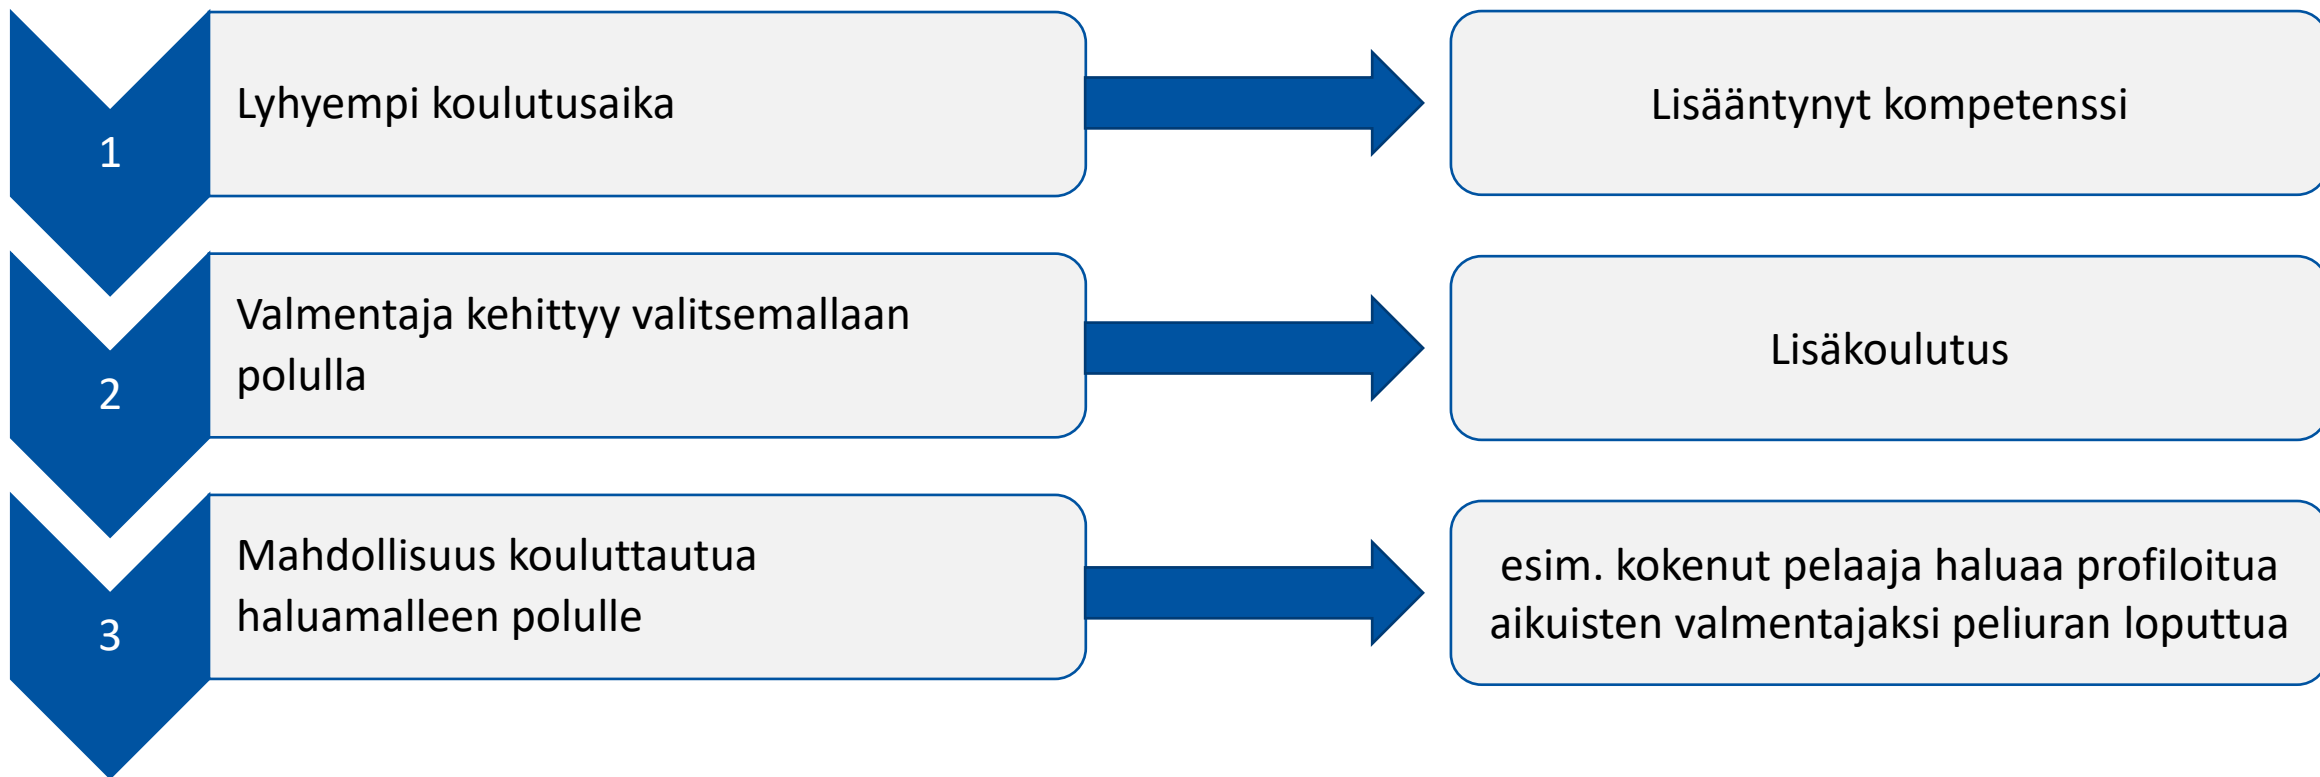 1
Lyhyempi koulutusaika
Lisääntynyt kompetenssi
2
Valmentaja kehittyy valitsemallaan
polulla
Lisäkoulutus
3
Mahdollisuus kouluttautua
haluamalleen polulle
esim. kokenut pelaaja haluaa profiloitua
aikuisten valmentajaksi peliuran loputtua